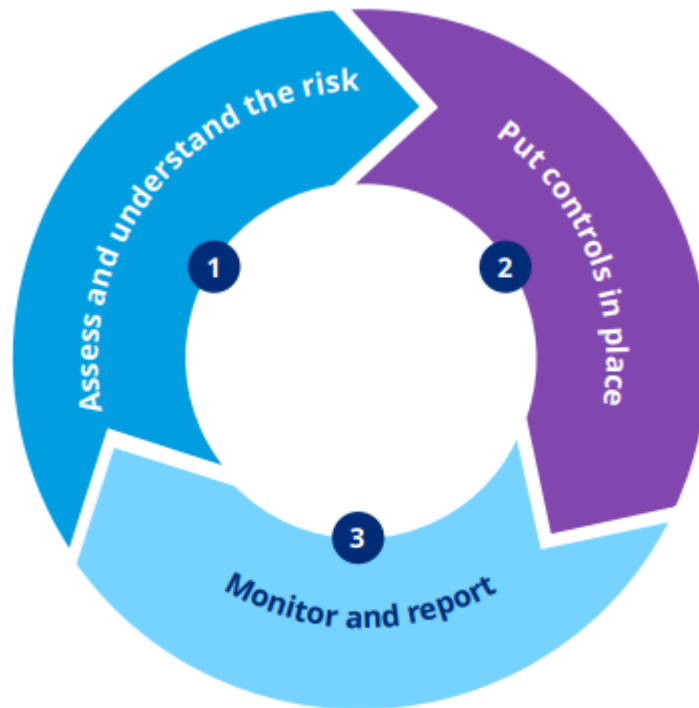 Assess and understand the risk
1
Put controls in place
2
Monitor and report
3